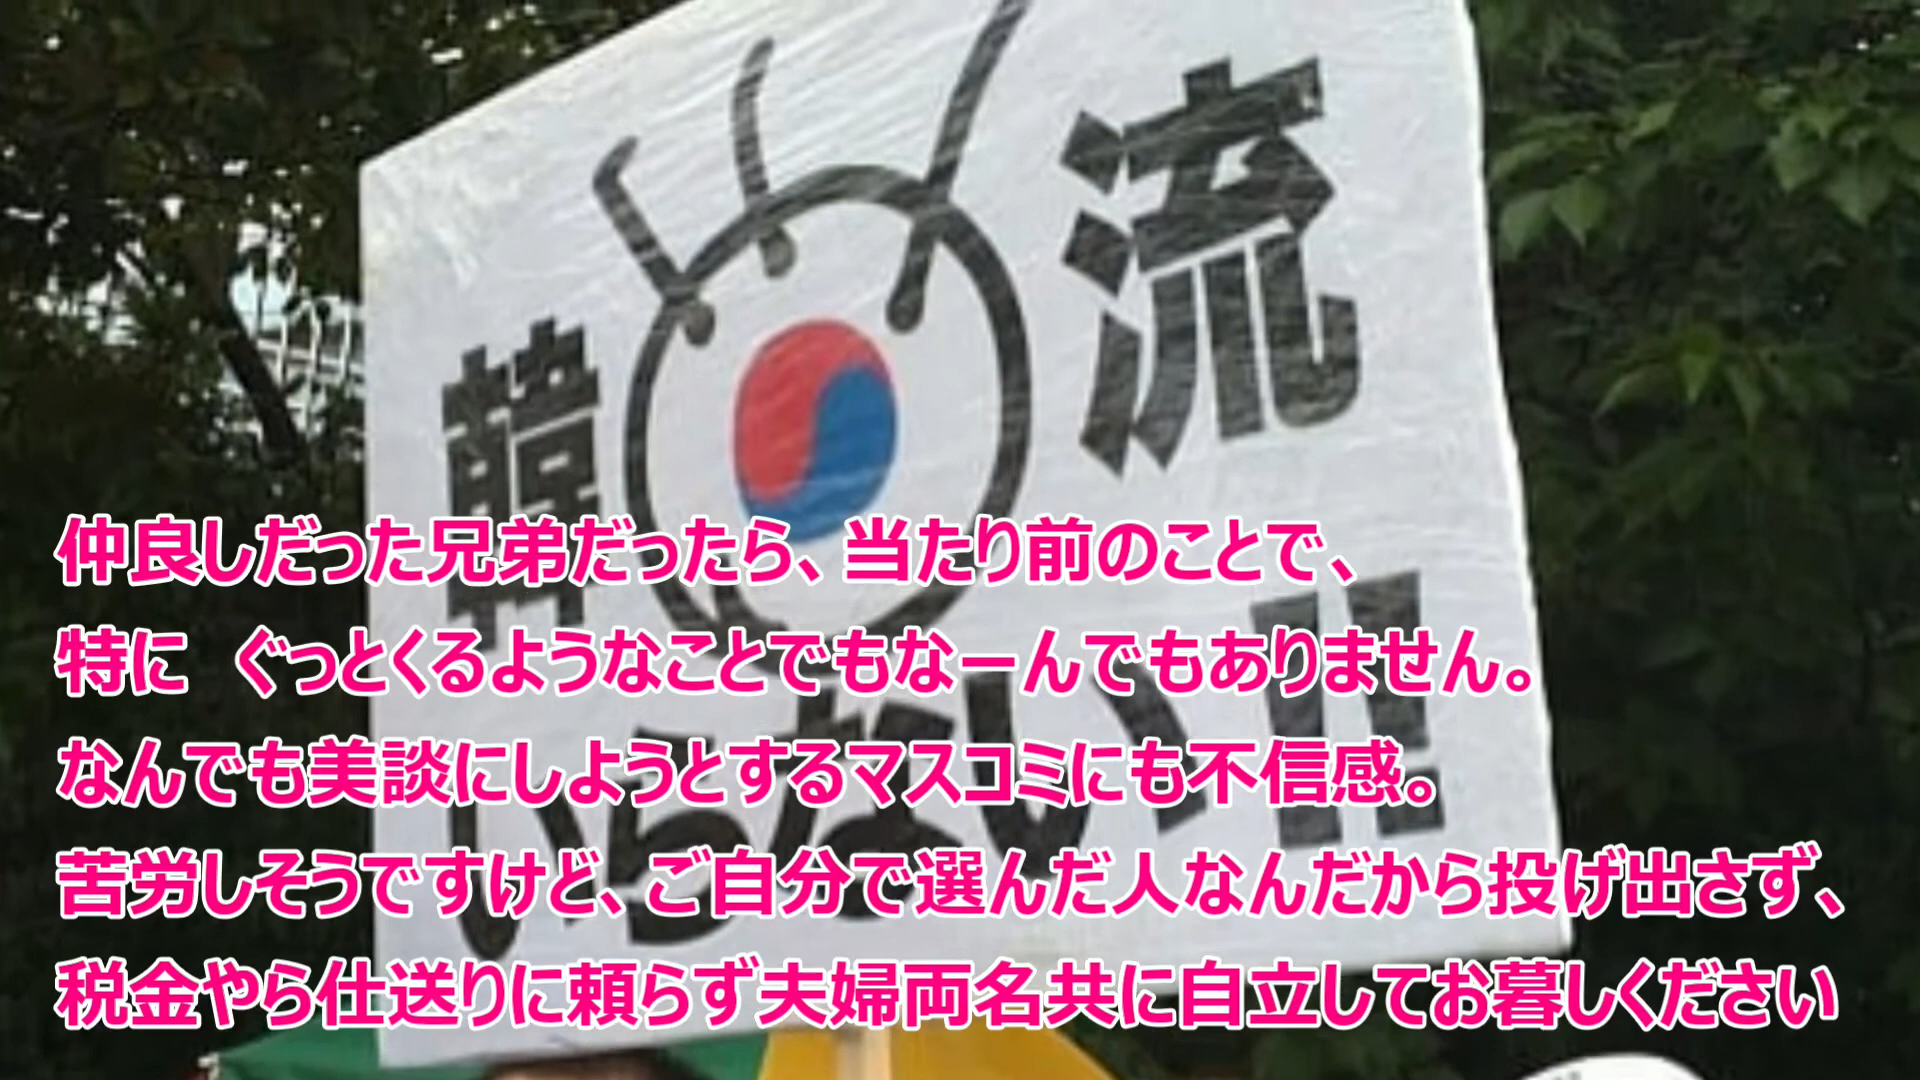 韓流
いらない!!
仲良しだった兄弟だったら、当たり前のことで、
特に　ぐっとくるようなことでもなーんでもありません。
なんでも美談にしようとするマスコミにも不信感。
苦労しそうですけど、ご自分で選んだ人なんだから投げ出さず、
税金やら仕送りに頼らず夫婦両名共に自立してお暮しください